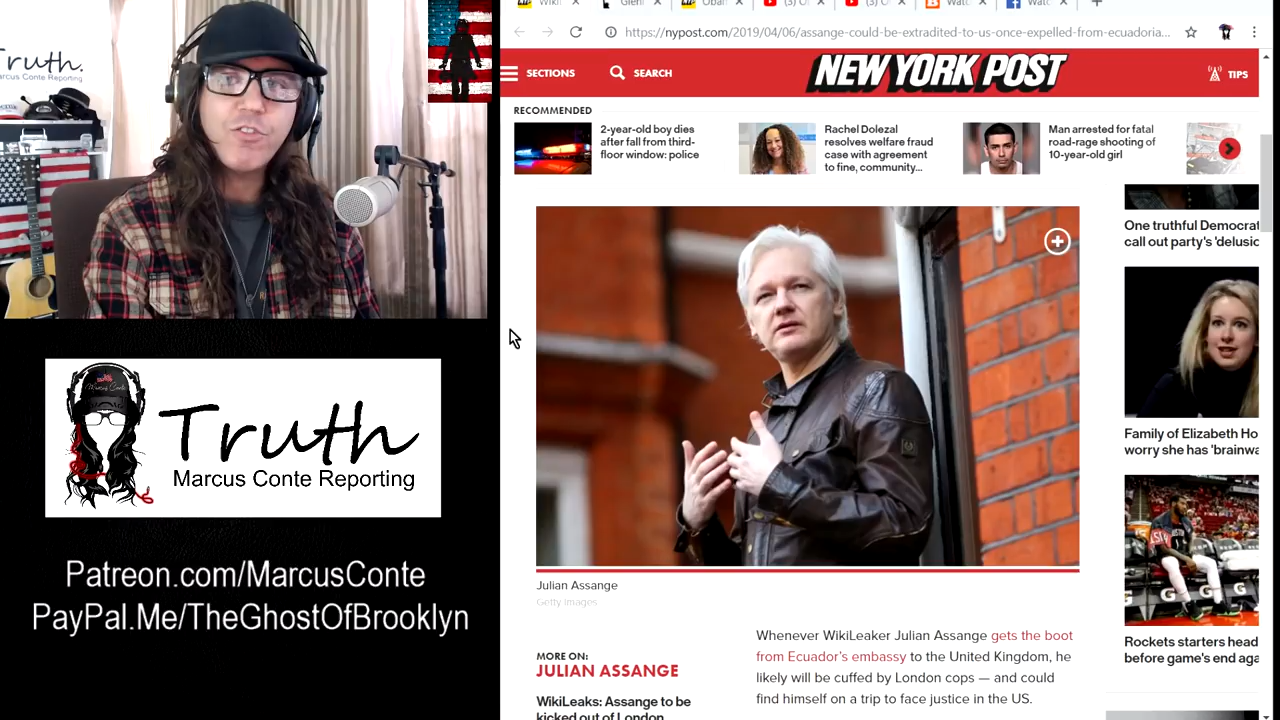 Truth.
Marcus Conte Reporting
Truth
Marcus Conte Reporting
Patreon.com/MarcusConte
PayPal.Me/TheGhostOfBrooklyn
https://nypost.com/2019/04/06/assange-could-be-extradited-to-us-once-expelled-from-ecuadoria...
SECTIONS
SEARCH
NEW YORK POST
TIPS
RECOMMENDED
2-year-old boy dies
after fall from third-
floor window: police
Rachel Dolezal
resolves welfare fraud
case with agreement
to fine, community...
Man arrested for fatal
road-rage shooting of
10-year-old girl
Julian Assange
Getty Images
MORE ON:
JULIAN ASSANGE
WikiLeaks: Assange to be
kicked out of London
Whenever WikiLeaker Julian Assange gets the boot
from Ecuador's embassy to the United Kingdom, he
likely will be cuffed by London cops — and could
find himself on a trip to face justice in the US.
One truthful Democrat
call out party's 'delusio
Family of Elizabeth Ho
worry she has 'brainwa
Rockets starters head
before game's end aga